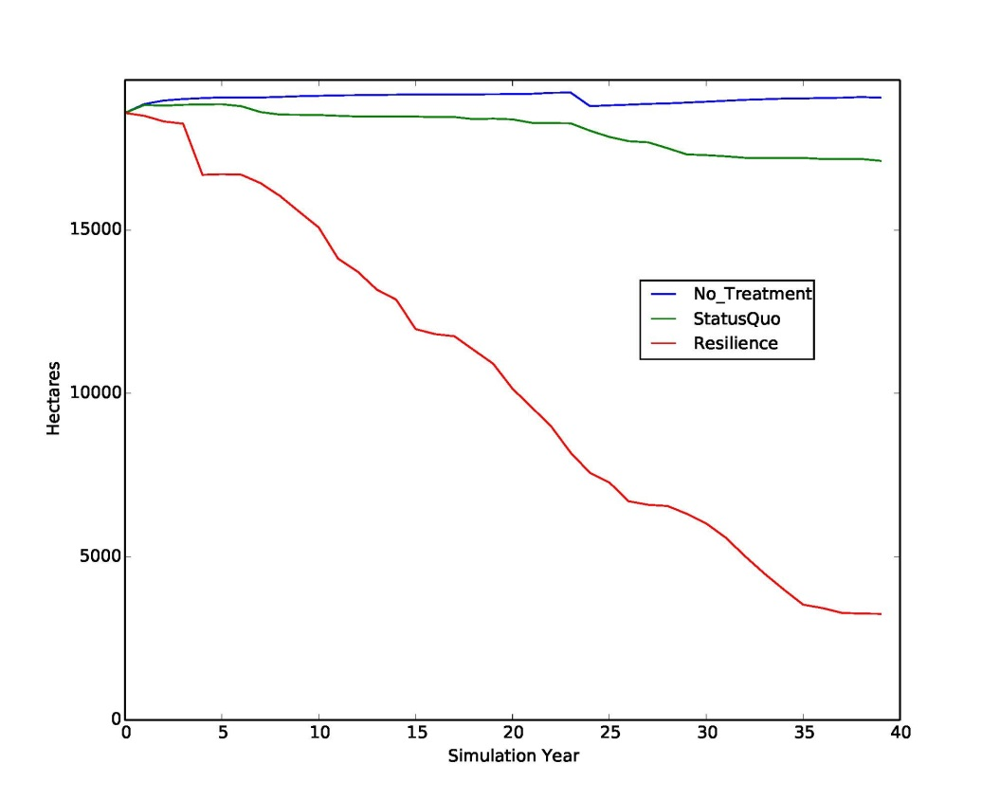 15000
10000
5000
0
Hectares
No_Treatment
StatusQuo
Resilience
0 5 10 15 20 25 30 35 40
Simulation Year